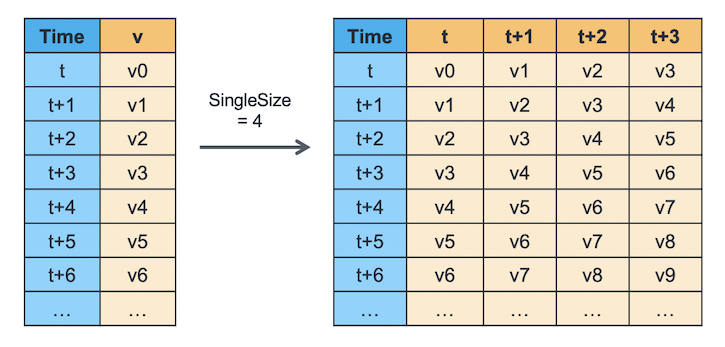 Time v
t v0
t+1 v1
t+2 v2
t+3 v3
t+4 v4
t+5 v5
t+6 v6
… …
SingleSize
= 4
Time t t+1 t+2 t+3
t v0 v1 v2 v3
t+1 v1 v2 v3 v4
t+2 v2 v3 v4 v5
t+3 v3 v4 v5 v6
t+4 v4 v5 v6 v7
t+5 v5 v6 v7 v8
t+6 v6 v7 v8 v9
… … … … …